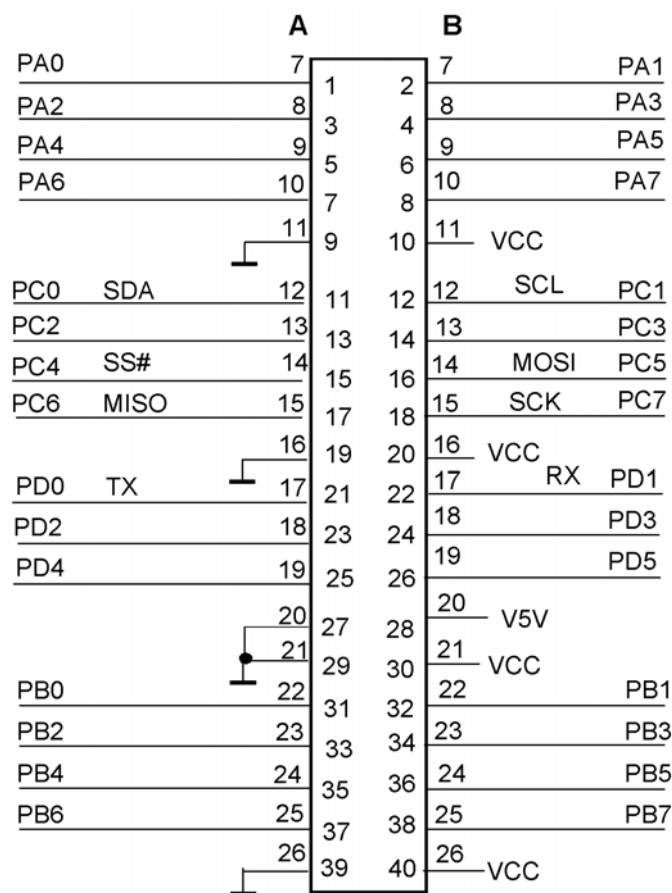 A B
PA0 7 1 2 7 PA1
PA2 8 3 4 8 PA3
PA4 9 5 6 9 PA5
PA6 10 7 8 10 PA7
11 9 10 11 VCC
PC0 SDA 12 11 12 12 SCL PC1
PC2 13 13 14 13 PC3
PC4 SS# 14 15 16 14 MOSI PC5
PC6 MISO 15 17 18 15 SCK PC7
16 19 20 16 VCC
PD0 TX 17 21 22 17 RX PD1
PD2 18 23 24 18 PD3
PD4 19 25 26 19 PD5
20 27 28 20 V5V
21 29 30 21 VCC
PB0 22 31 32 22 PB1
PB2 23 33 34 23 PB3
PB4 24 35 36 24 PB5
PB6 25 37 38 25 PB7
26 39 40 26 VCC